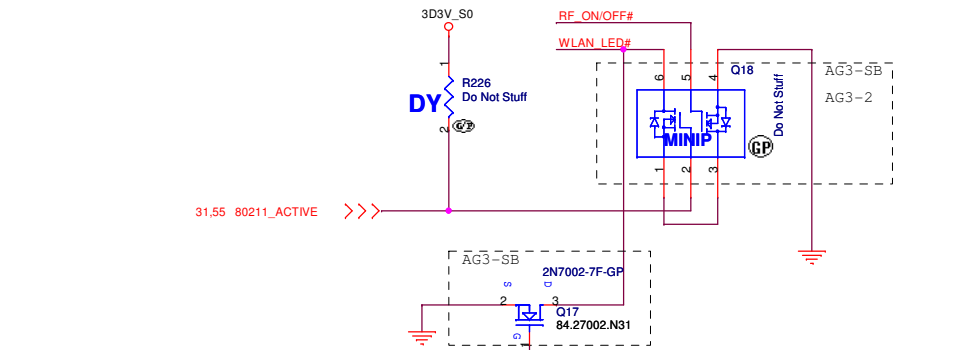 3D3V_S0
RF_ON/OFF#
WLAN_LED#
1
R226
Do Not Stuff
DY
2
6
5
4
Q18
Do Not Stuff
AG3-SB
AG3-2
MINIP
GP
1
2
3
31,55 80211_ACTIVE
AG3-SB
2N7002-7F-GP
S
D
2
3
Q17
84.27002.N31
G
1